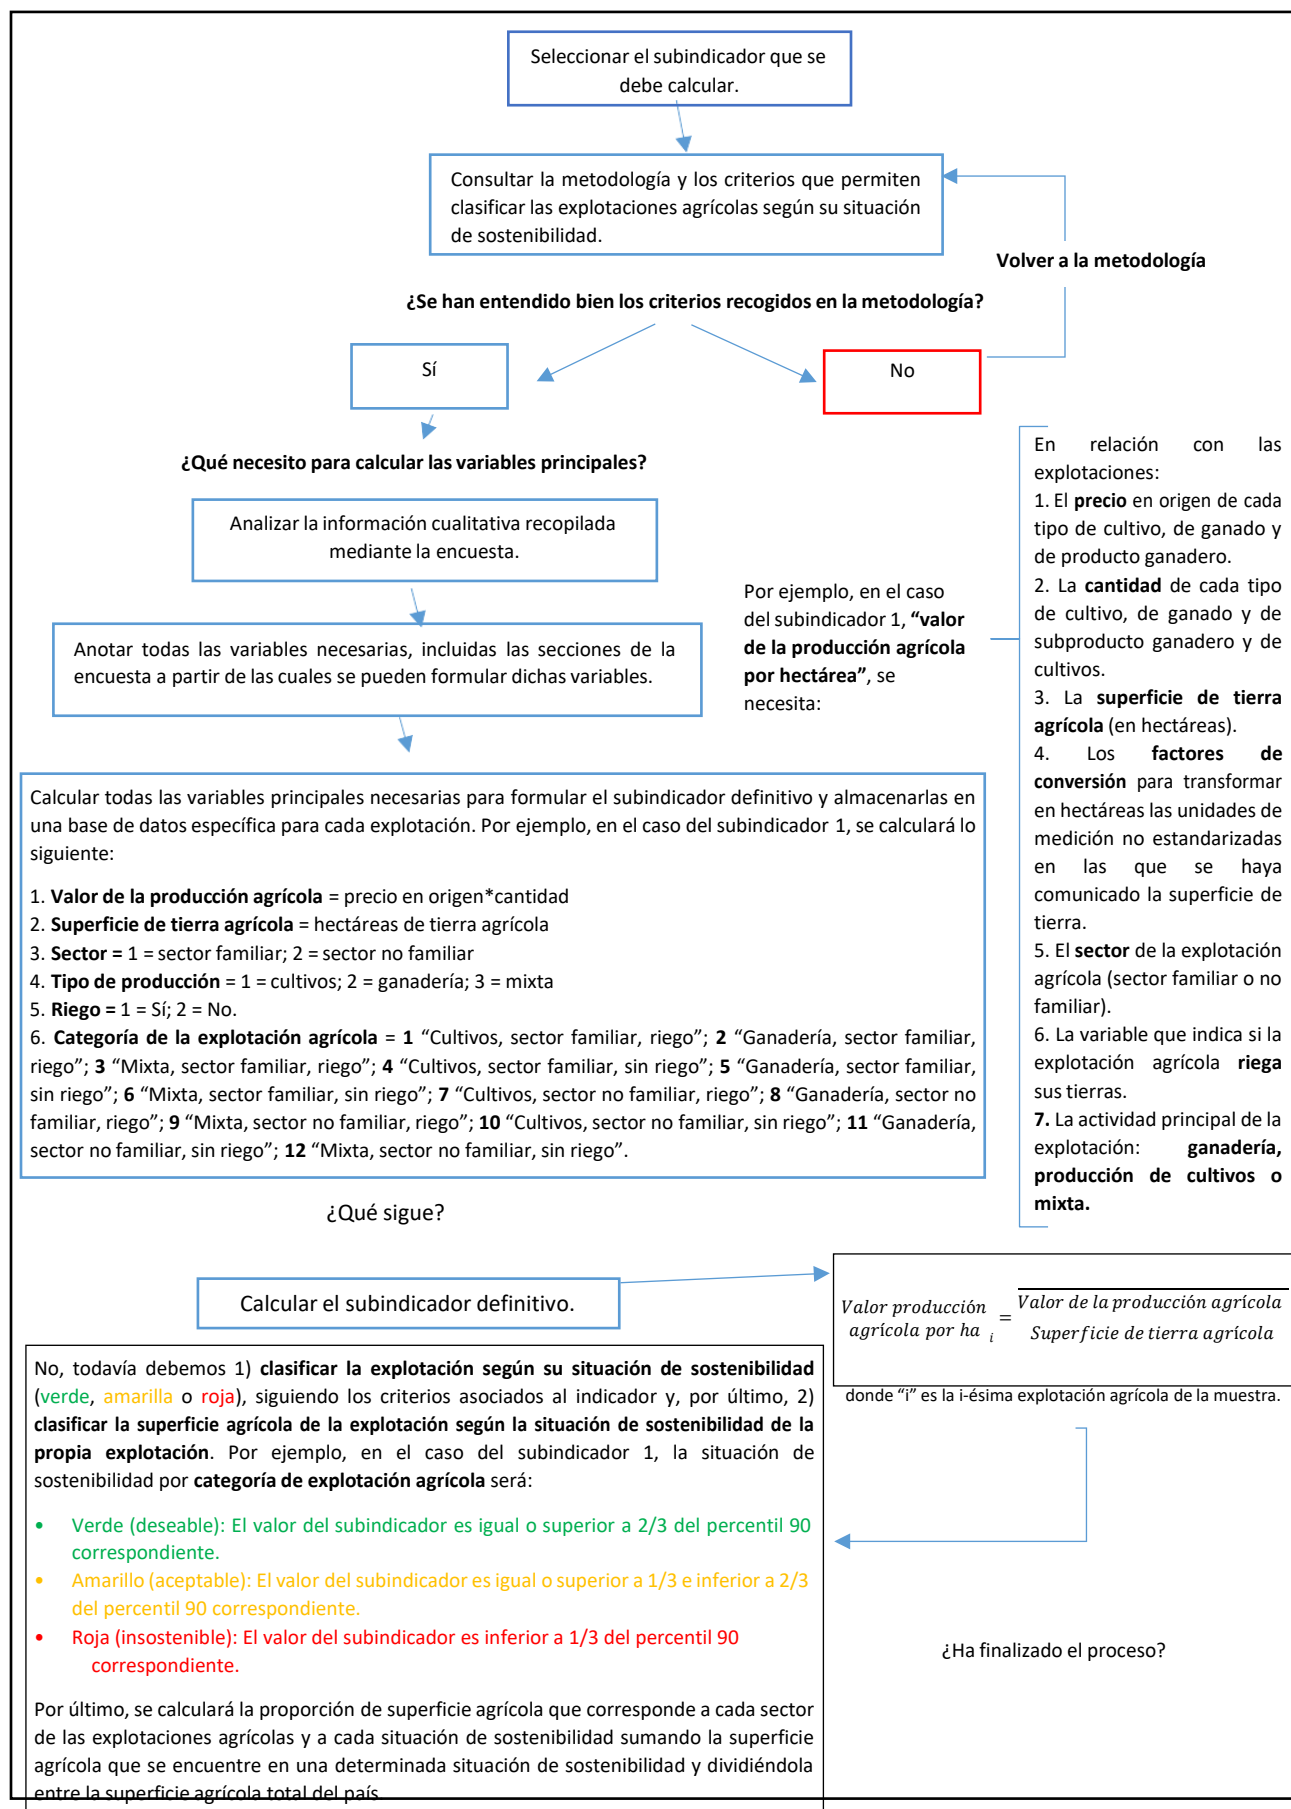 Seleccionar el subindicador que se
debe calcular.
Consultar la metodología y los criterios que permiten
clasificar las explotaciones agrícolas según su situación
de sostenibilidad.
Volver a la metodología
¿Se han entendido bien los criterios recogidos en la metodología?
Sí
No
¿Qué necesito para calcular las variables principales?
Analizar la información cualitativa recopilada
mediante la encuesta.
Anotar todas las variables necesarias, incluidas las secciones de la
encuesta a partir de las cuales se pueden formular dichas variables.
Por ejemplo, en el caso
del subindicador 1, “valor
de la producción agrícola
por hectárea”, se
necesita:
En relación con las
explotaciones:
1. El precio en origen de cada
tipo de cultivo, de ganado y
de producto ganadero.
2. La cantidad de cada tipo
de cultivo, de ganado y de
subproducto ganadero y de
cultivos.
3. La superficie de tierra
agrícola (en hectáreas).
4. Los factores de
conversión para transformar
en hectáreas las unidades de
medición no estandarizadas
en las que se haya
comunicado la superficie de
tierra.
5. El sector de la explotación
agrícola (sector familiar o no
familiar).
6. La variable que indica si la
explotación agrícola riega
sus tierras.
7. La actividad principal de la
explotación: ganadería,
producción de cultivos o
mixta.
Calcular todas las variables principales necesarias para formular el subindicador definitivo y almacenarlas en
una base de datos específica para cada explotación. Por ejemplo, en el caso del subindicador 1, se calculará lo
siguiente:
1. Valor de la producción agrícola = precio en origen*cantidad
2. Superficie de tierra agrícola = hectáreas de tierra agrícola
3. Sector = 1 = sector familiar; 2 = sector no familiar
4. Tipo de producción = 1 = cultivos; 2 = ganadería; 3 = mixta
5. Riego = 1 = Sí; 2 = No.
6. Categoría de la explotación agrícola = 1 “Cultivos, sector familiar, riego”; 2 “Ganadería, sector familiar,
riego”; 3 “Mixta, sector familiar, riego”; 4 “Cultivos, sector familiar, sin riego”; 5 “Ganadería, sector familiar,
sin riego”; 6 “Mixta, sector familiar, sin riego”; 7 “Cultivos, sector no familiar, riego”; 8 “Ganadería, sector no
familiar, riego”; 9 “Mixta, sector no familiar, riego”; 10 “Cultivos, sector no familiar, sin riego”; 11 “Ganadería,
sector no familiar, sin riego”; 12 “Mixta, sector no familiar, sin riego”.
¿Qué sigue?
Calcular el subindicador definitivo.
Valor producción
agrícola por ha i = Valor de la producción agrícola
Superficie de tierra agrícola
donde “i” es la i-ésima explotación agrícola de la muestra.
No, todavía debemos 1) clasificar la explotación según su situación de sostenibilidad
(verde, amarilla o roja), siguiendo los criterios asociados al indicador y, por último, 2)
clasificar la superficie agrícola de la explotación según la situación de sostenibilidad de la
propia explotación. Por ejemplo, en el caso del subindicador 1, la situación de
sostenibilidad por categoría de explotación agrícola será:
• Verde (deseable): El valor del subindicador es igual o superior a 2/3 del percentil 90
correspondiente.
• Amarillo (aceptable): El valor del subindicador es igual o superior a 1/3 e inferior a 2/3
del percentil 90 correspondiente.
• Roja (insostenible): El valor del subindicador es inferior a 1/3 del percentil 90
correspondiente.
¿Ha finalizado el proceso?
Por último, se calculará la proporción de superficie agrícola que corresponde a cada sector
de las explotaciones agrícolas y a cada situación de sostenibilidad sumando la superficie
agrícola que se encuentre en una determinada situación de sostenibilidad y dividiéndola
entre la superficie agrícola total del país.